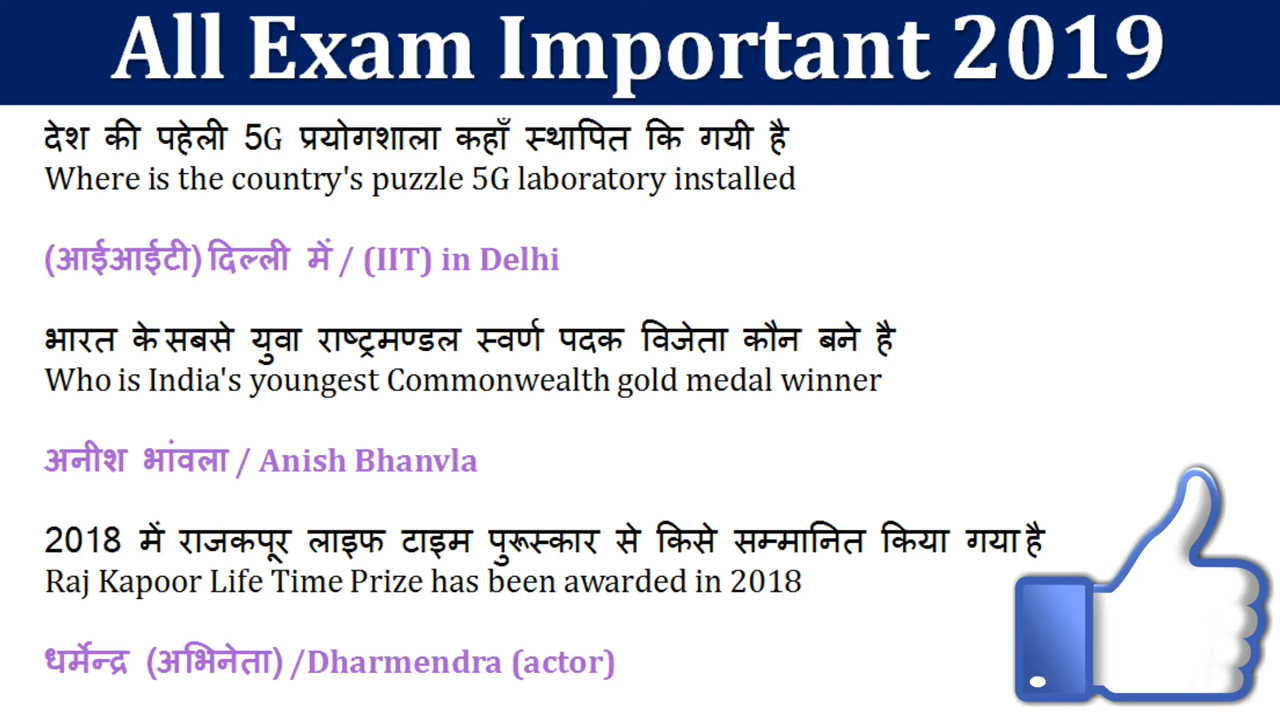 All Exam Important 2019
देश की पहेली 5G प्रयोगशाला कहाँ स्थापित कि गयी है
Where is the country's puzzle 5G laboratory installed
(आईआईटी) दिल्ली में / (IIT) in Delhi
भारत के सबसे युवा राष्ट्रमण्डल स्वर्ण पदक विजेता कौन बने है
Who is India's youngest Commonwealth gold medal winner
अनीश भांवला / Anish Bhanvla
2018 में राजकपूर लाइफ टाइम पुरूस्कार से किसे सम्मानित किया गया है
Raj Kapoor Life Time Prize has been awarded in 2018
धर्मेन्द्र (अभिनेता) /Dharmendra (actor)